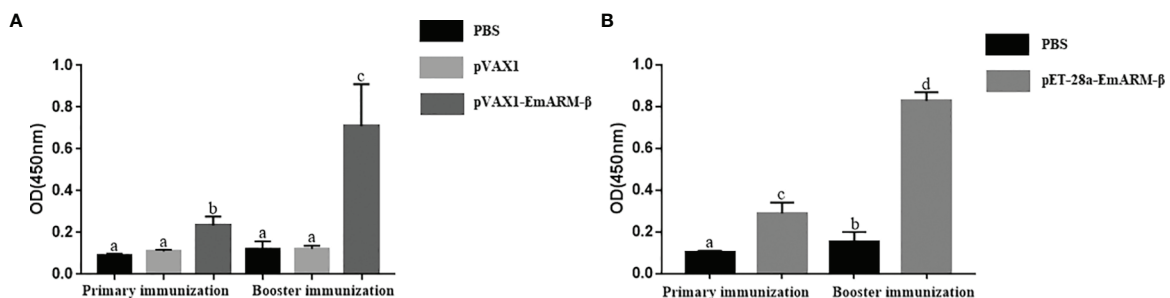 A
PBS
pVAX1
pVAX1-EmARM-β
OD(450nm)
1.0
0.8
0.6
0.4
0.2
0.0
a
a
b
a
a
c
Primary immunization
Booster immunization
B
PBS
pET-28a-EmARM-β
OD(450nm)
1.0
0.8
0.6
0.4
0.2
0.0
a
c
b
d
Primary immunization
Booster immunization